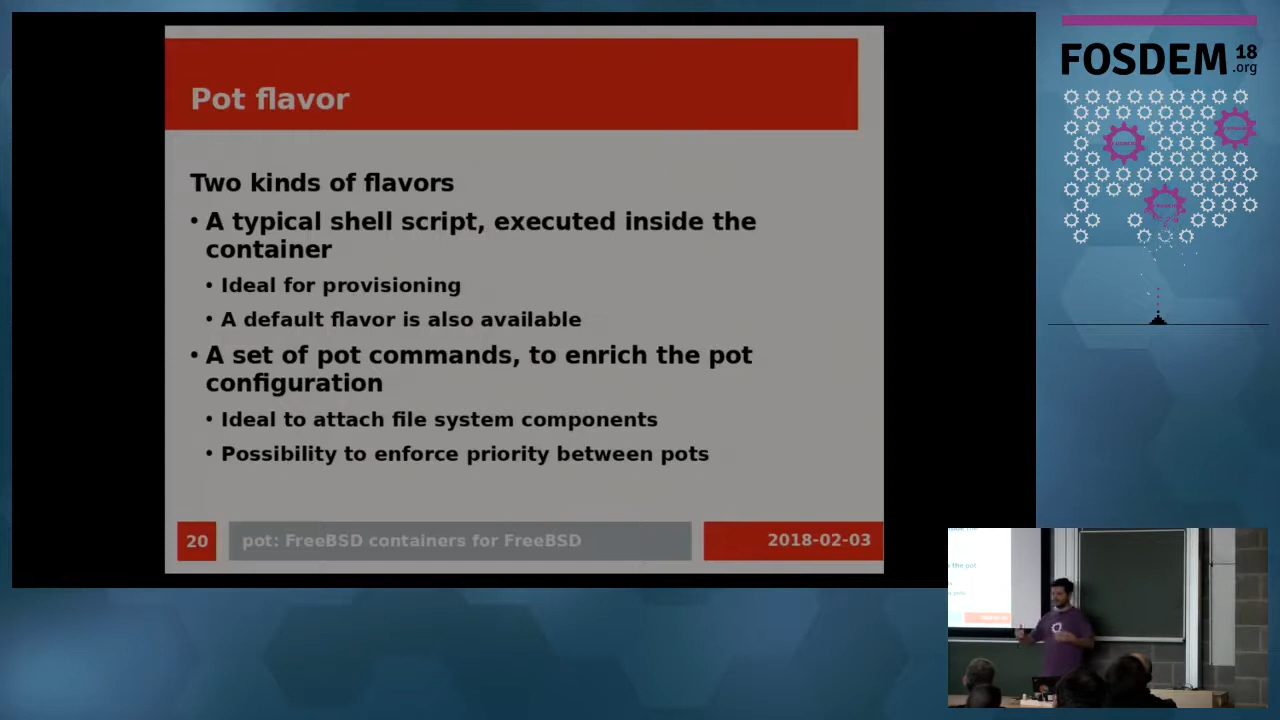 Pot flavor
Two kinds of flavors
• A typical shell script, executed inside the
container
• Ideal for provisioning
• A default flavor is also available
• A set of pot commands, to enrich the pot
configuration
• Ideal to attach file system components
• Possibility to enforce priority between pots
20
pot: FreeBSD containers for FreeBSD
2018-02-03
FOSDEM 18
.org